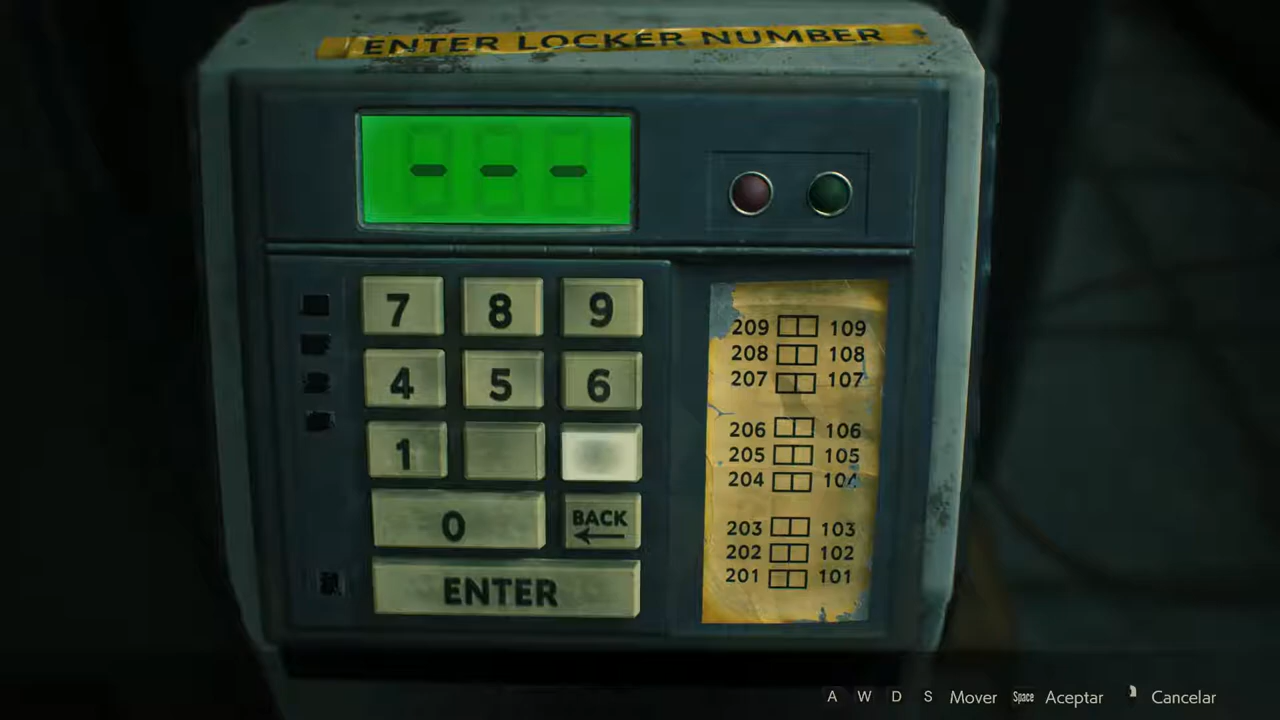 ENTER LOCKER NUMBER
- - -
7 8 9
4 5 6
1
0 BACK
ENTER
209 109
208 108
207 107
206 106
205 105
204 104
203 103
202 102
201 101
A W D S Mover Space Aceptar Cancelar